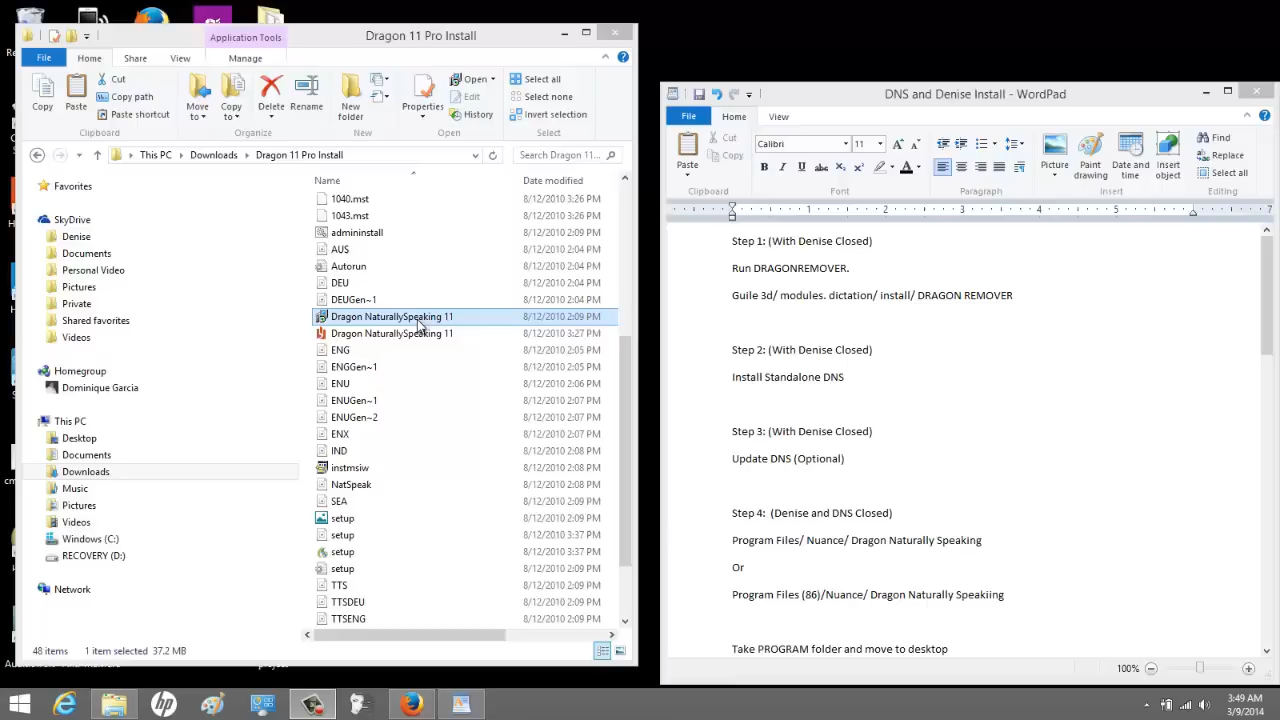 Application Tools
Dragon 11 Pro Install
File
Home
Share
View
Manage
Copy
Paste
Cut
Copy path
Paste shortcut
Clipboard
Move to
Copy to
Delete
Rename
Organize
New folder
New
Properties
Open
Edit
History
Open
Select all
Select none
Invert selection
Select
This PC
Downloads
Dragon 11 Pro Install
Search Dragon 11...
Favorites
SkyDrive
Denise
Documents
Personal Video
Pictures
Private
Shared favorites
Videos
Homegroup
Dominique Garcia
This PC
Desktop
Documents
Downloads
Music
Pictures
Videos
Windows (C:)
RECOVERY (D:)
Network
Name Date modified
1040.mst 8/12/2010 3:26 PM
1043.mst 8/12/2010 3:26 PM
admininstall 8/12/2010 2:09 PM
AUS 8/12/2010 2:04 PM
Autorun 8/12/2010 2:04 PM
DEU 8/12/2010 2:04 PM
DEUGen~1 8/12/2010 2:04 PM
Dragon NaturallySpeaking 11 8/12/2010 2:09 PM
Dragon NaturallySpeaking 11 8/12/2010 3:27 PM
ENG 8/12/2010 2:05 PM
ENGGen~1 8/12/2010 2:05 PM
ENU 8/12/2010 2:06 PM
ENUGen~1 8/12/2010 2:07 PM
ENUGen~2 8/12/2010 2:07 PM
ENX 8/12/2010 2:07 PM
IND 8/12/2010 2:08 PM
instmsiw 8/12/2010 2:08 PM
NatSpeak 8/12/2010 2:08 PM
SEA 8/12/2010 2:09 PM
setup 8/12/2010 2:09 PM
setup 8/12/2010 3:37 PM
setup 8/12/2010 3:37 PM
setup 8/12/2010 2:09 PM
TTS 8/12/2010 2:09 PM
TTSDEU 8/12/2010 2:09 PM
TTSENG 8/12/2010 2:09 PM
48 items 1 item selected 37.2 MB
DNS and Denise Install - WordPad
File
Home
View
Paste
Cut
Copy
Clipboard
Calibri
11
Font
Paragraph
Picture
Paint drawing
Date and time
Insert object
Insert
Find
Replace
Select all
Editing
1 2 3 4 5 6 7
Step 1: (With Denise Closed)
Run DRAGONREMOVER.
Guile 3d/ modules. dictation/ install/ DRAGON REMOVER
Step 2: (With Denise Closed)
Install Standalone DNS
Step 3: (With Denise Closed)
Update DNS (Optional)
Step 4: (Denise and DNS Closed)
Program Files/ Nuance/ Dragon Naturally Speaking
Or
Program Files (86)/Nuance/ Dragon Naturally Speakiing
Take PROGRAM folder and move to desktop
100%
3:49 AM
3/9/2014